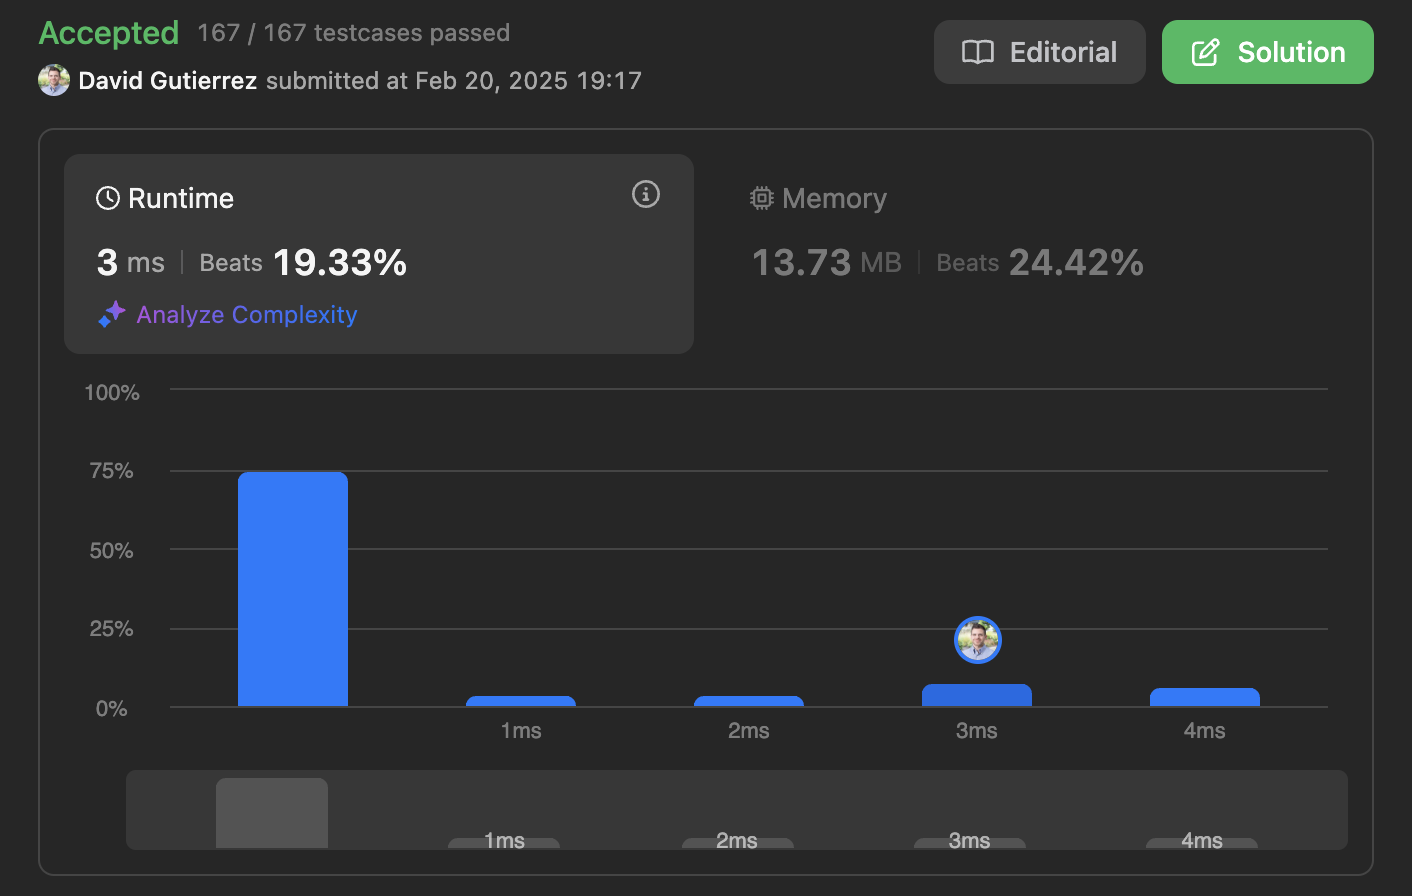 Accepted 167 / 167 testcases passed
Editorial
Solution
David Gutierrez submitted at Feb 20, 2025 19:17
Runtime
3 ms | Beats 19.33%
Analyze Complexity
Memory
13.73 MB | Beats 24.42%
100%
75%
50%
25%
0%
1ms 2ms 3ms 4ms
1ms 2ms 3ms 4ms